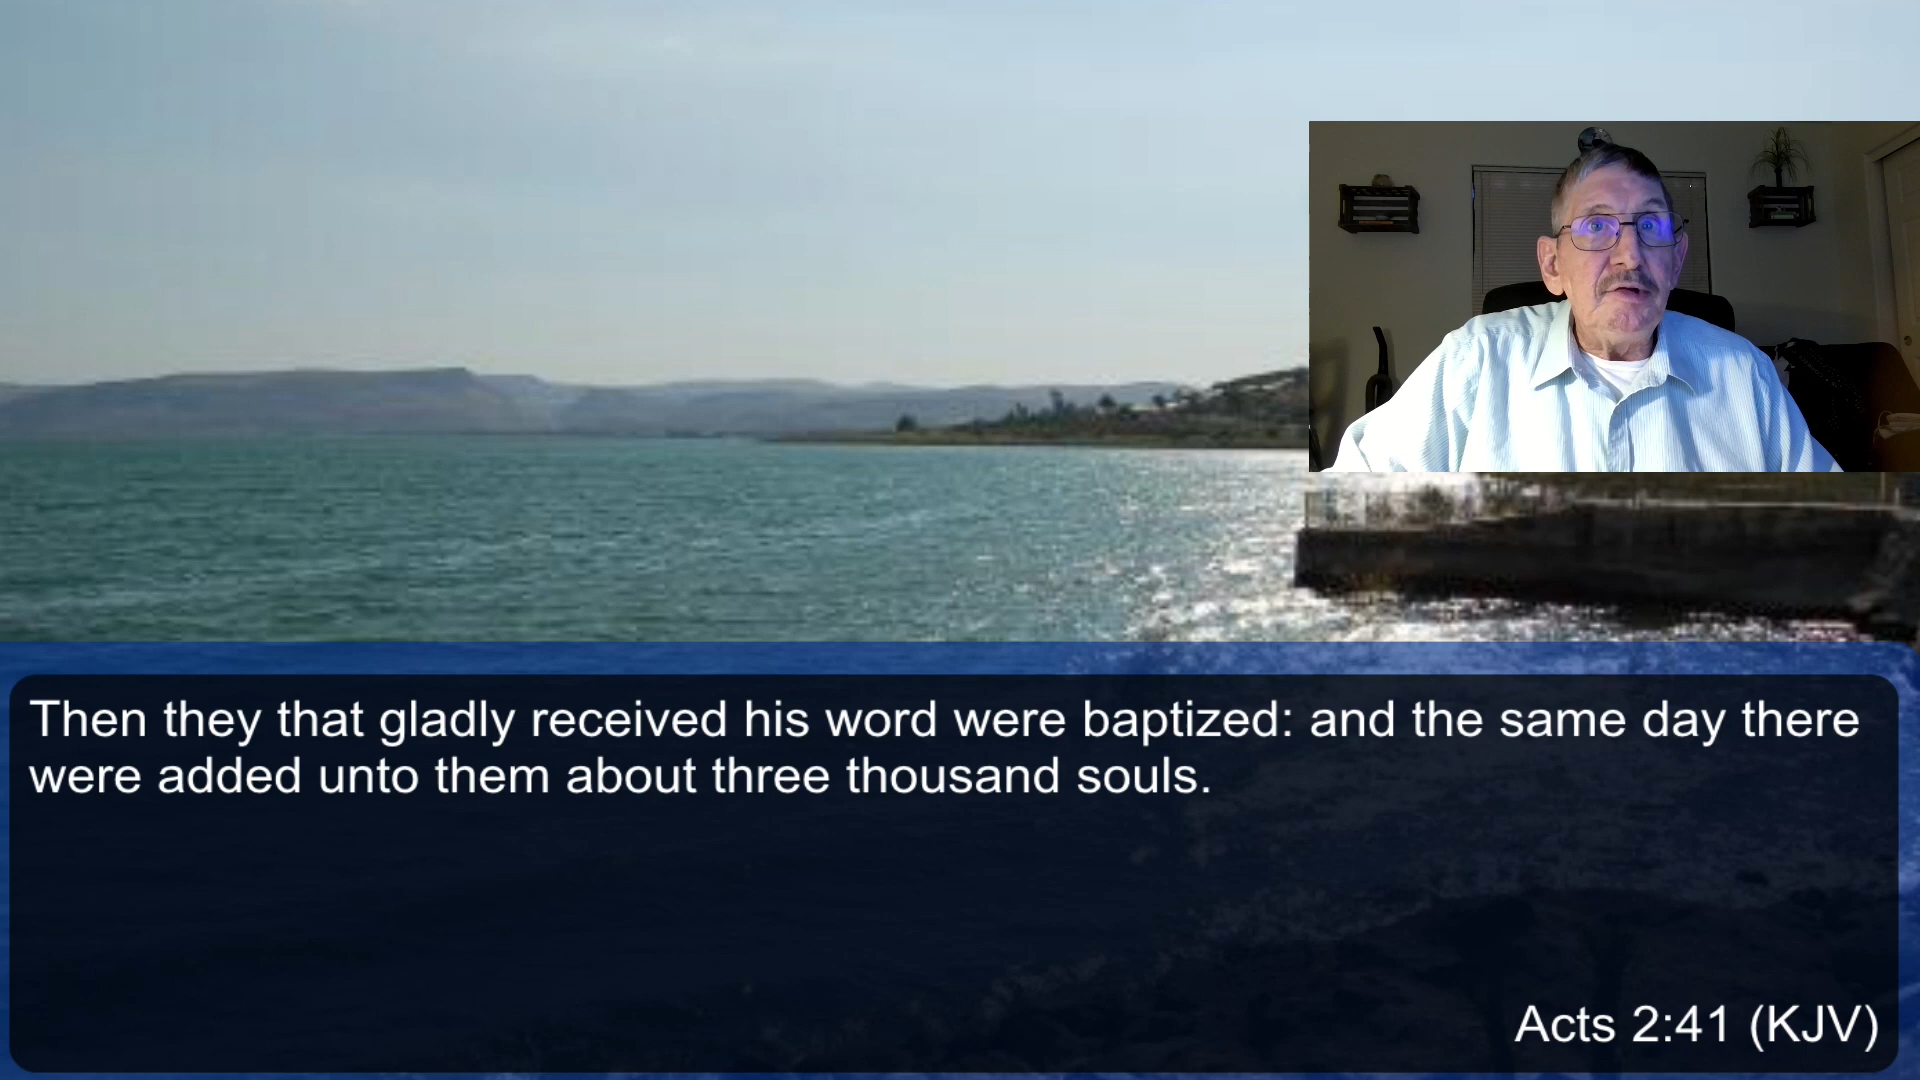 Then they that gladly received his word were baptized: and the same day there
were added unto them about three thousand souls.
Acts 2:41 (KJV)